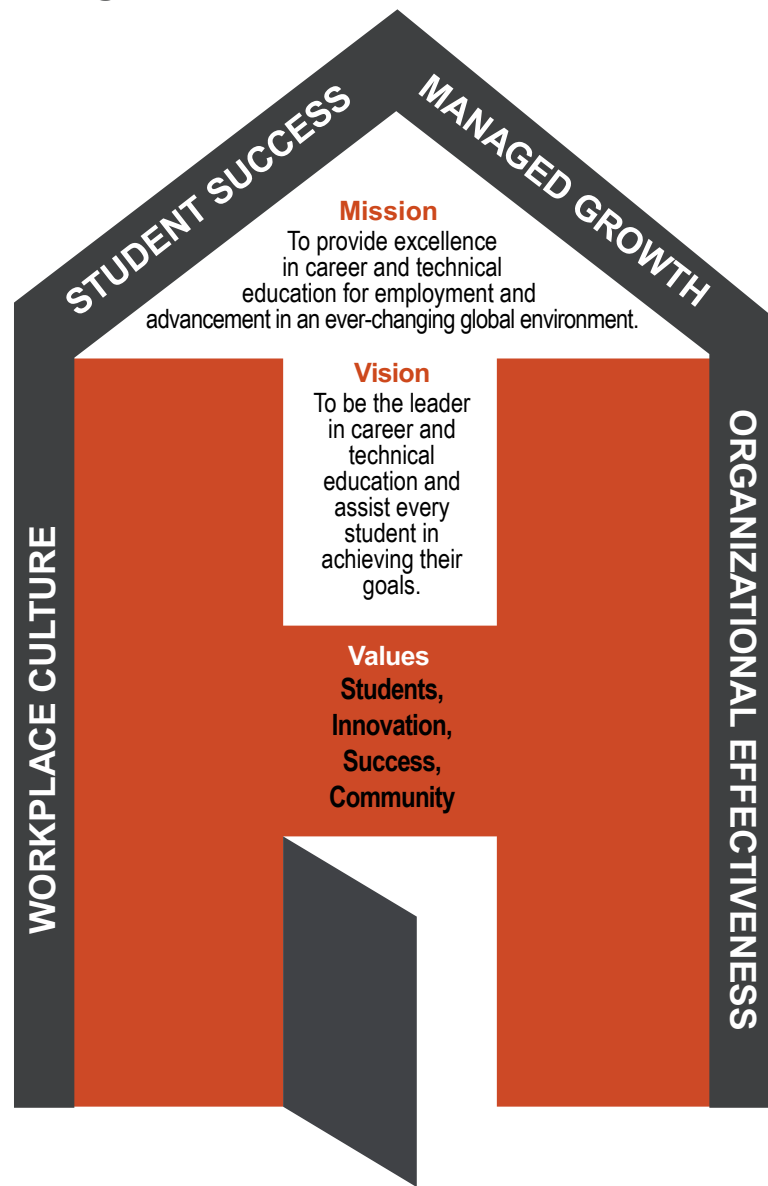 STUDENT SUCCESS
MANAGED GROWTH
Mission
To provide excellence
in career and technical
education for employment and
advancement in an ever-changing global environment.
Vision
To be the leader
in career and
technical
education and
assist every
student in
achieving their
goals.
Values
Students,
Innovation,
Success,
Community
WORKPLACE CULTURE
ORGANIZATIONAL EFFECTIVENESS